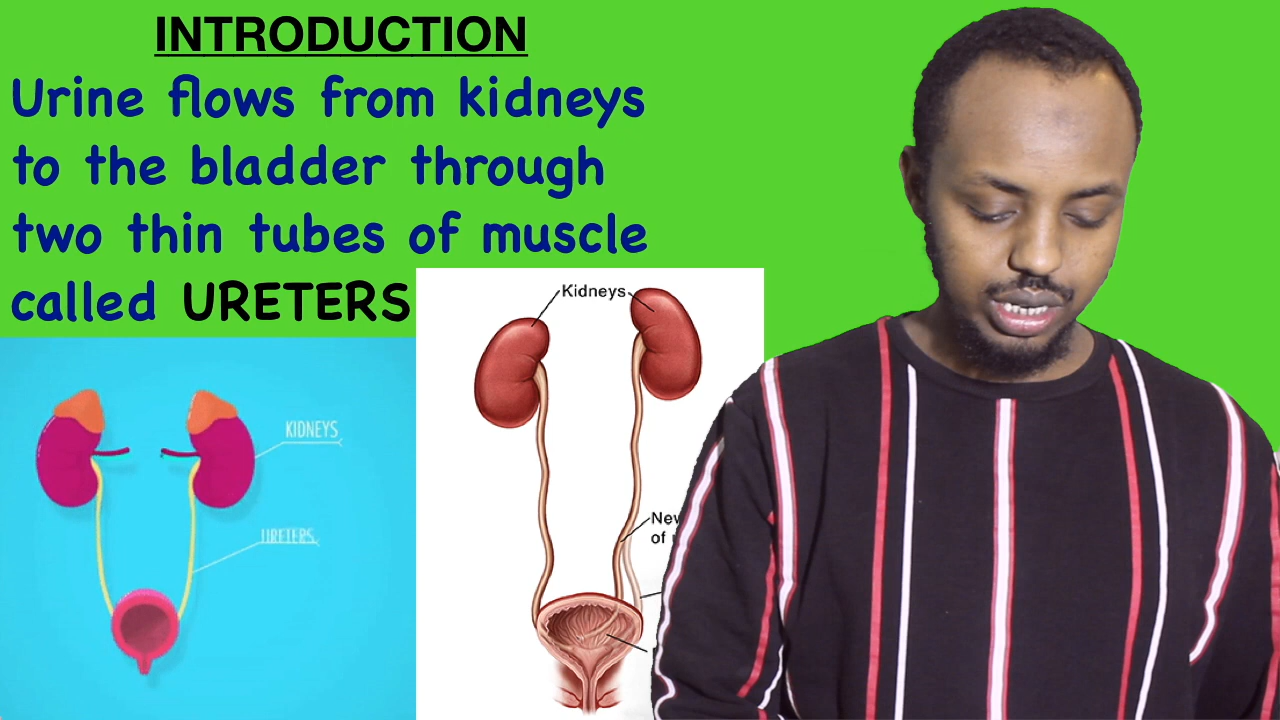 INTRODUCTION
Urine flows from kidneys
to the bladder through
two thin tubes of muscle
called URETERS
Kidneys
KIDNEYS
URETERS
of